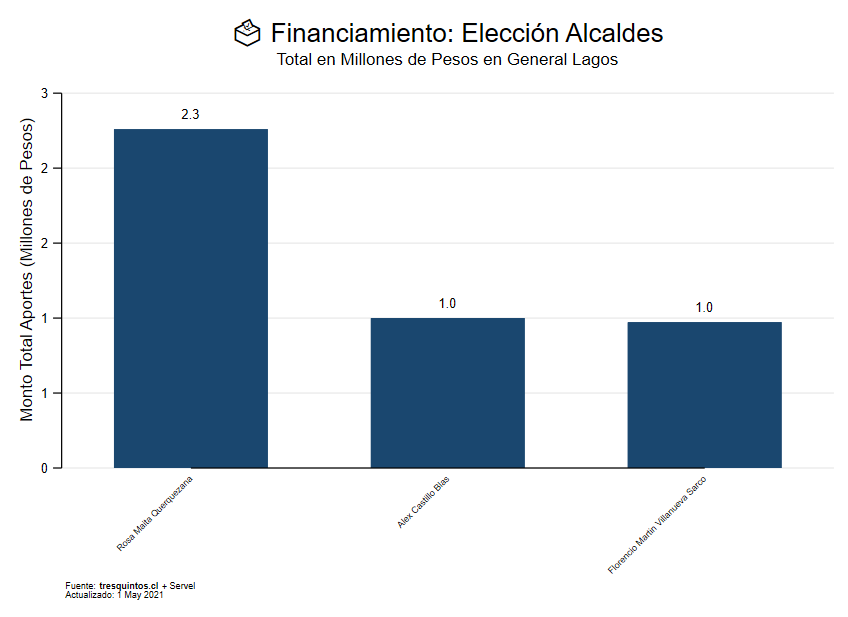 Financiamiento: Elección Alcaldes
Total en Millones de Pesos en General Lagos
Monto Total Aportes (Millones de Pesos)
3
2
2
1
1
0
2.3
1.0
1.0
Rosa Maita Querquezana
Alex Castillo Blas
Florencio Martin Villanueva Sarco
Fuente: tresquintos.cl + Servel
Actualizado: 1 May 2021